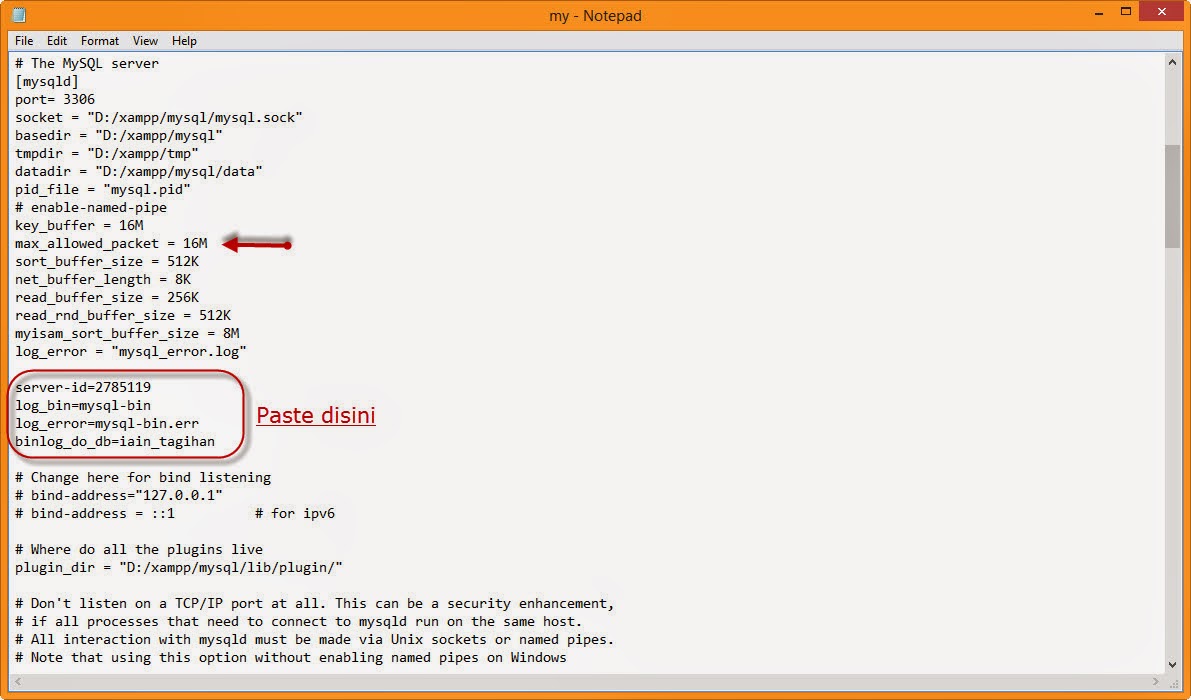 my - Notepad
File Edit Format View Help
# The MySQL server
[mysqld]
port= 3306
socket = "D:/xampp/mysql/mysql.sock"
basedir = "D:/xampp/mysql"
tmpdir = "D:/xampp/tmp"
datadir = "D:/xampp/mysql/data"
pid_file = "mysql.pid"
# enable-named-pipe
key_buffer = 16M
max_allowed_packet = 16M
sort_buffer_size = 512K
net_buffer_length = 8K
read_buffer_size = 256K
read_rnd_buffer_size = 512K
myisam_sort_buffer_size = 8M
log_error = "mysql_error.log"
server-id=2785119
log_bin=mysql-bin
log_error=mysql-bin.err
binlog_do_db=iain_tagihan
Paste disini
# Change here for bind listening
# bind-address="127.0.0.1"
# bind-address = ::1          # for ipv6
# Where do all the plugins live
plugin_dir = "D:/xampp/mysql/lib/plugin/"
# Don't listen on a TCP/IP port at all. This can be a security enhancement,
# if all processes that need to connect to mysqld run on the same host.
# All interaction with mysqld must be made via Unix sockets or named pipes.
# Note that using this option without enabling named pipes on Windows